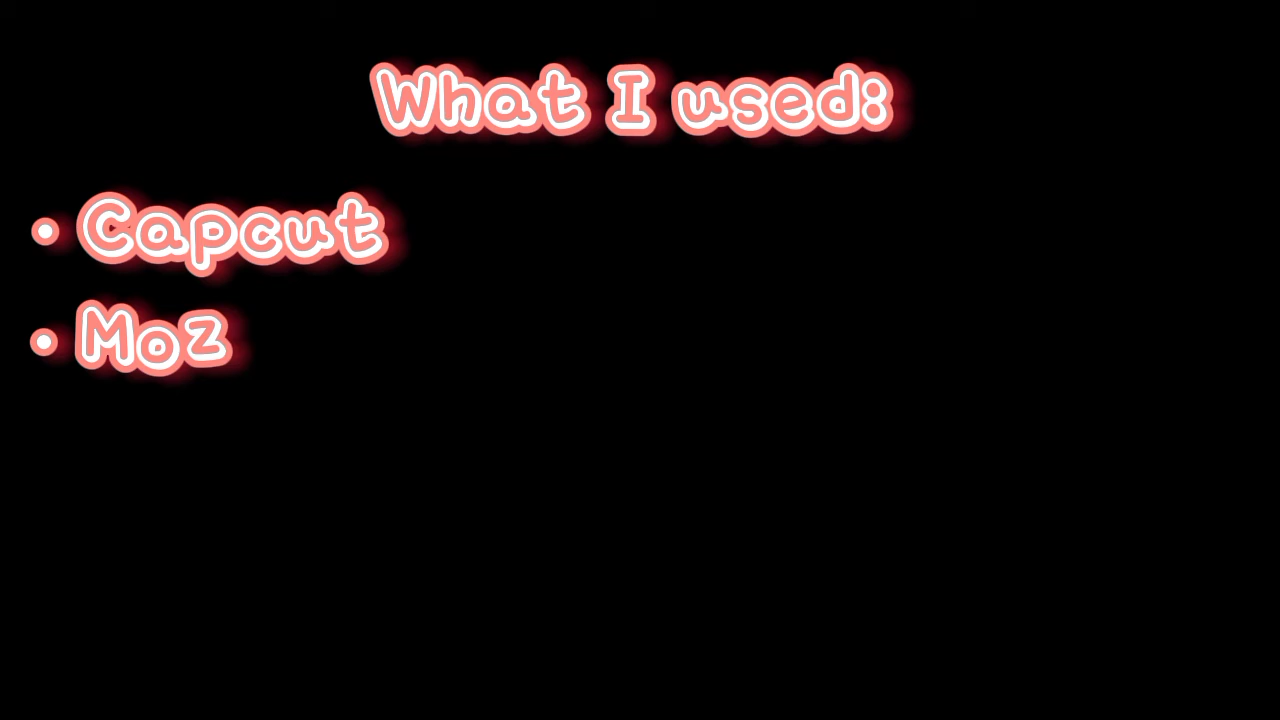 What I used:
• Capcut
• Moz